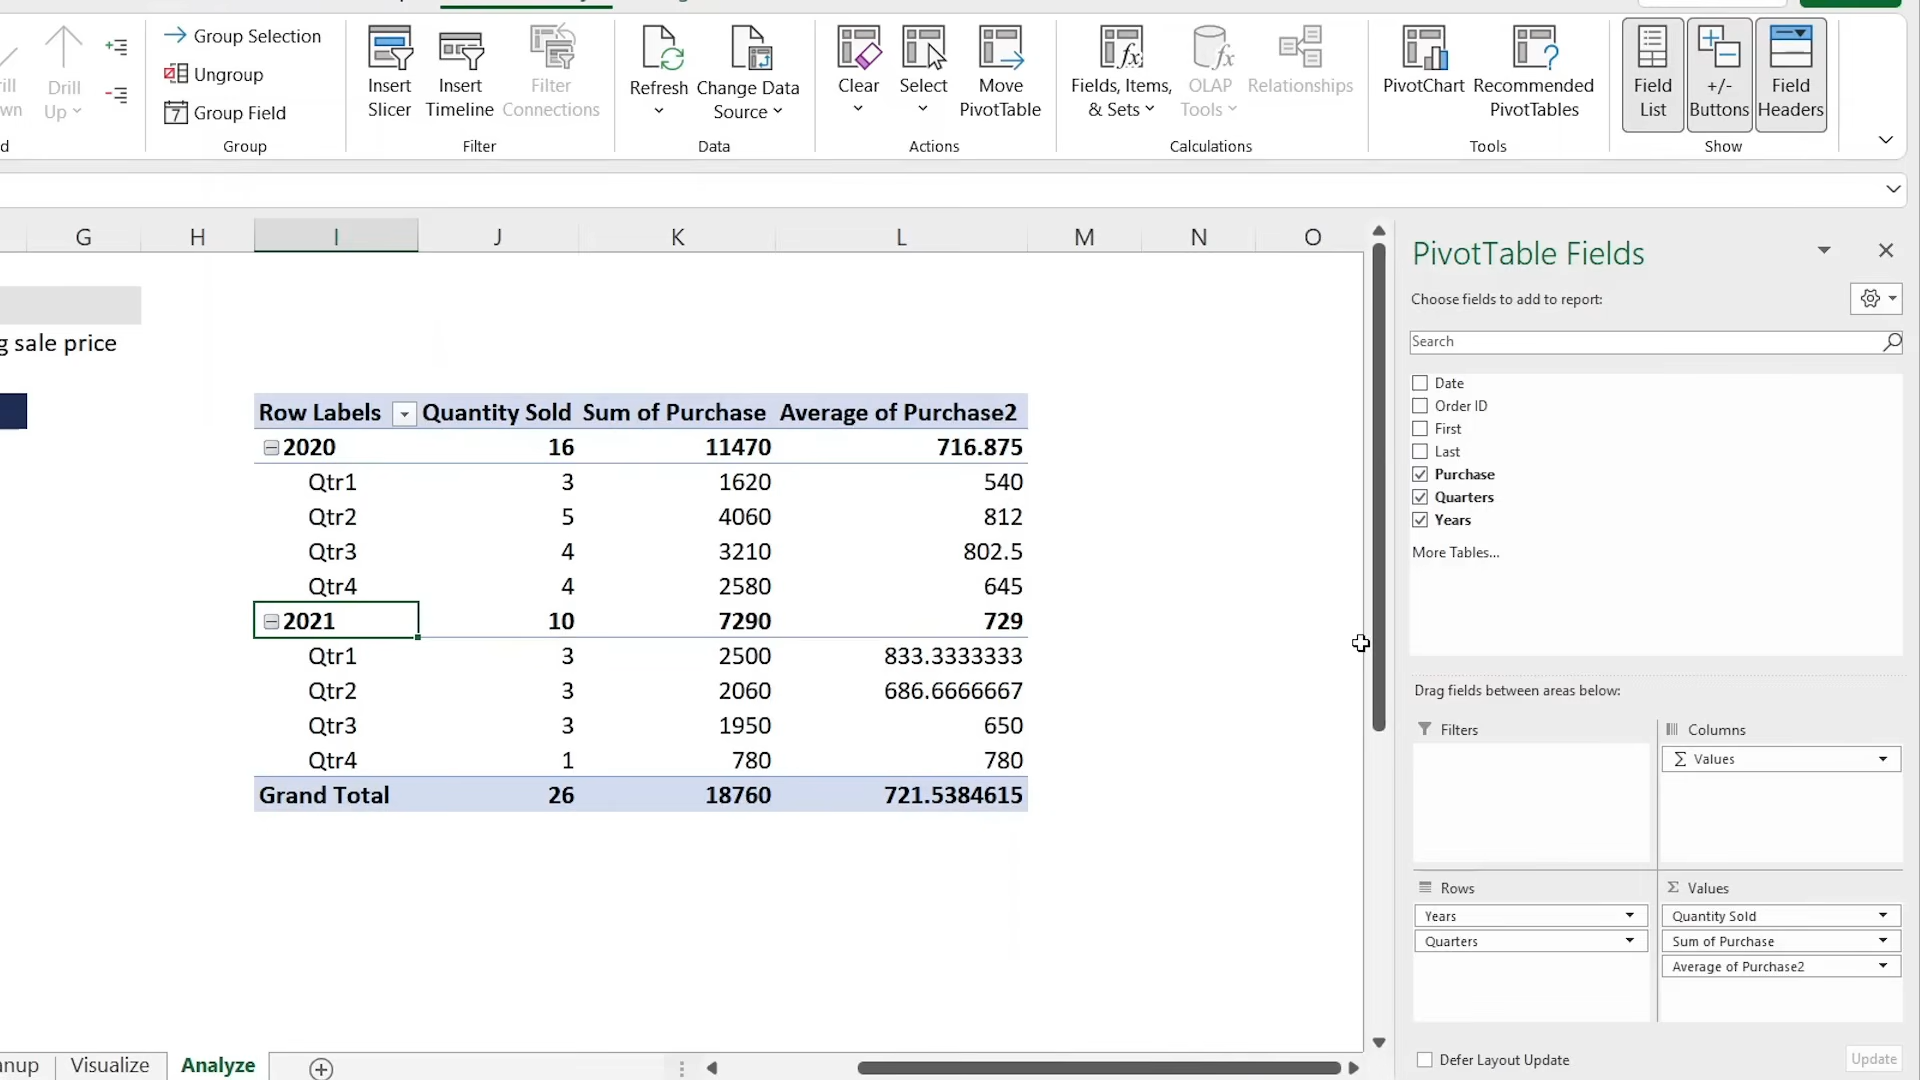 Group Selection
Ungroup
Group Field
Group
Drill
Up
Insert
Slicer
Insert
Timeline
Filter
Connections
Filter
Refresh
Change Data
Source
Data
Clear
Select
Move
PivotTable
Actions
Fields, Items,
& Sets
OLAP
Tools
Relationships
Calculations
PivotChart
Recommended
PivotTables
Tools
Field
List
+/-
Buttons
Field
Headers
Show
G H I J K L M N O
g sale price
Row Labels Quantity Sold Sum of Purchase Average of Purchase2
2020 16 11470 716.875
Qtr1 3 1620 540
Qtr2 5 4060 812
Qtr3 4 3210 802.5
Qtr4 4 2580 645
2021 10 7290 729
Qtr1 3 2500 833.3333333
Qtr2 3 2060 686.6666667
Qtr3 3 1950 650
Qtr4 1 780 780
Grand Total 26 18760 721.5384615
PivotTable Fields
Choose fields to add to report:
Search
Date
Order ID
First
Last
Purchase
Quarters
Years
More Tables...
Drag fields between areas below:
Filters
Columns
Σ Values
Rows
Years
Quarters
Σ Values
Quantity Sold
Sum of Purchase
Average of Purchase2
Defer Layout Update
Update
Visualize
Analyze